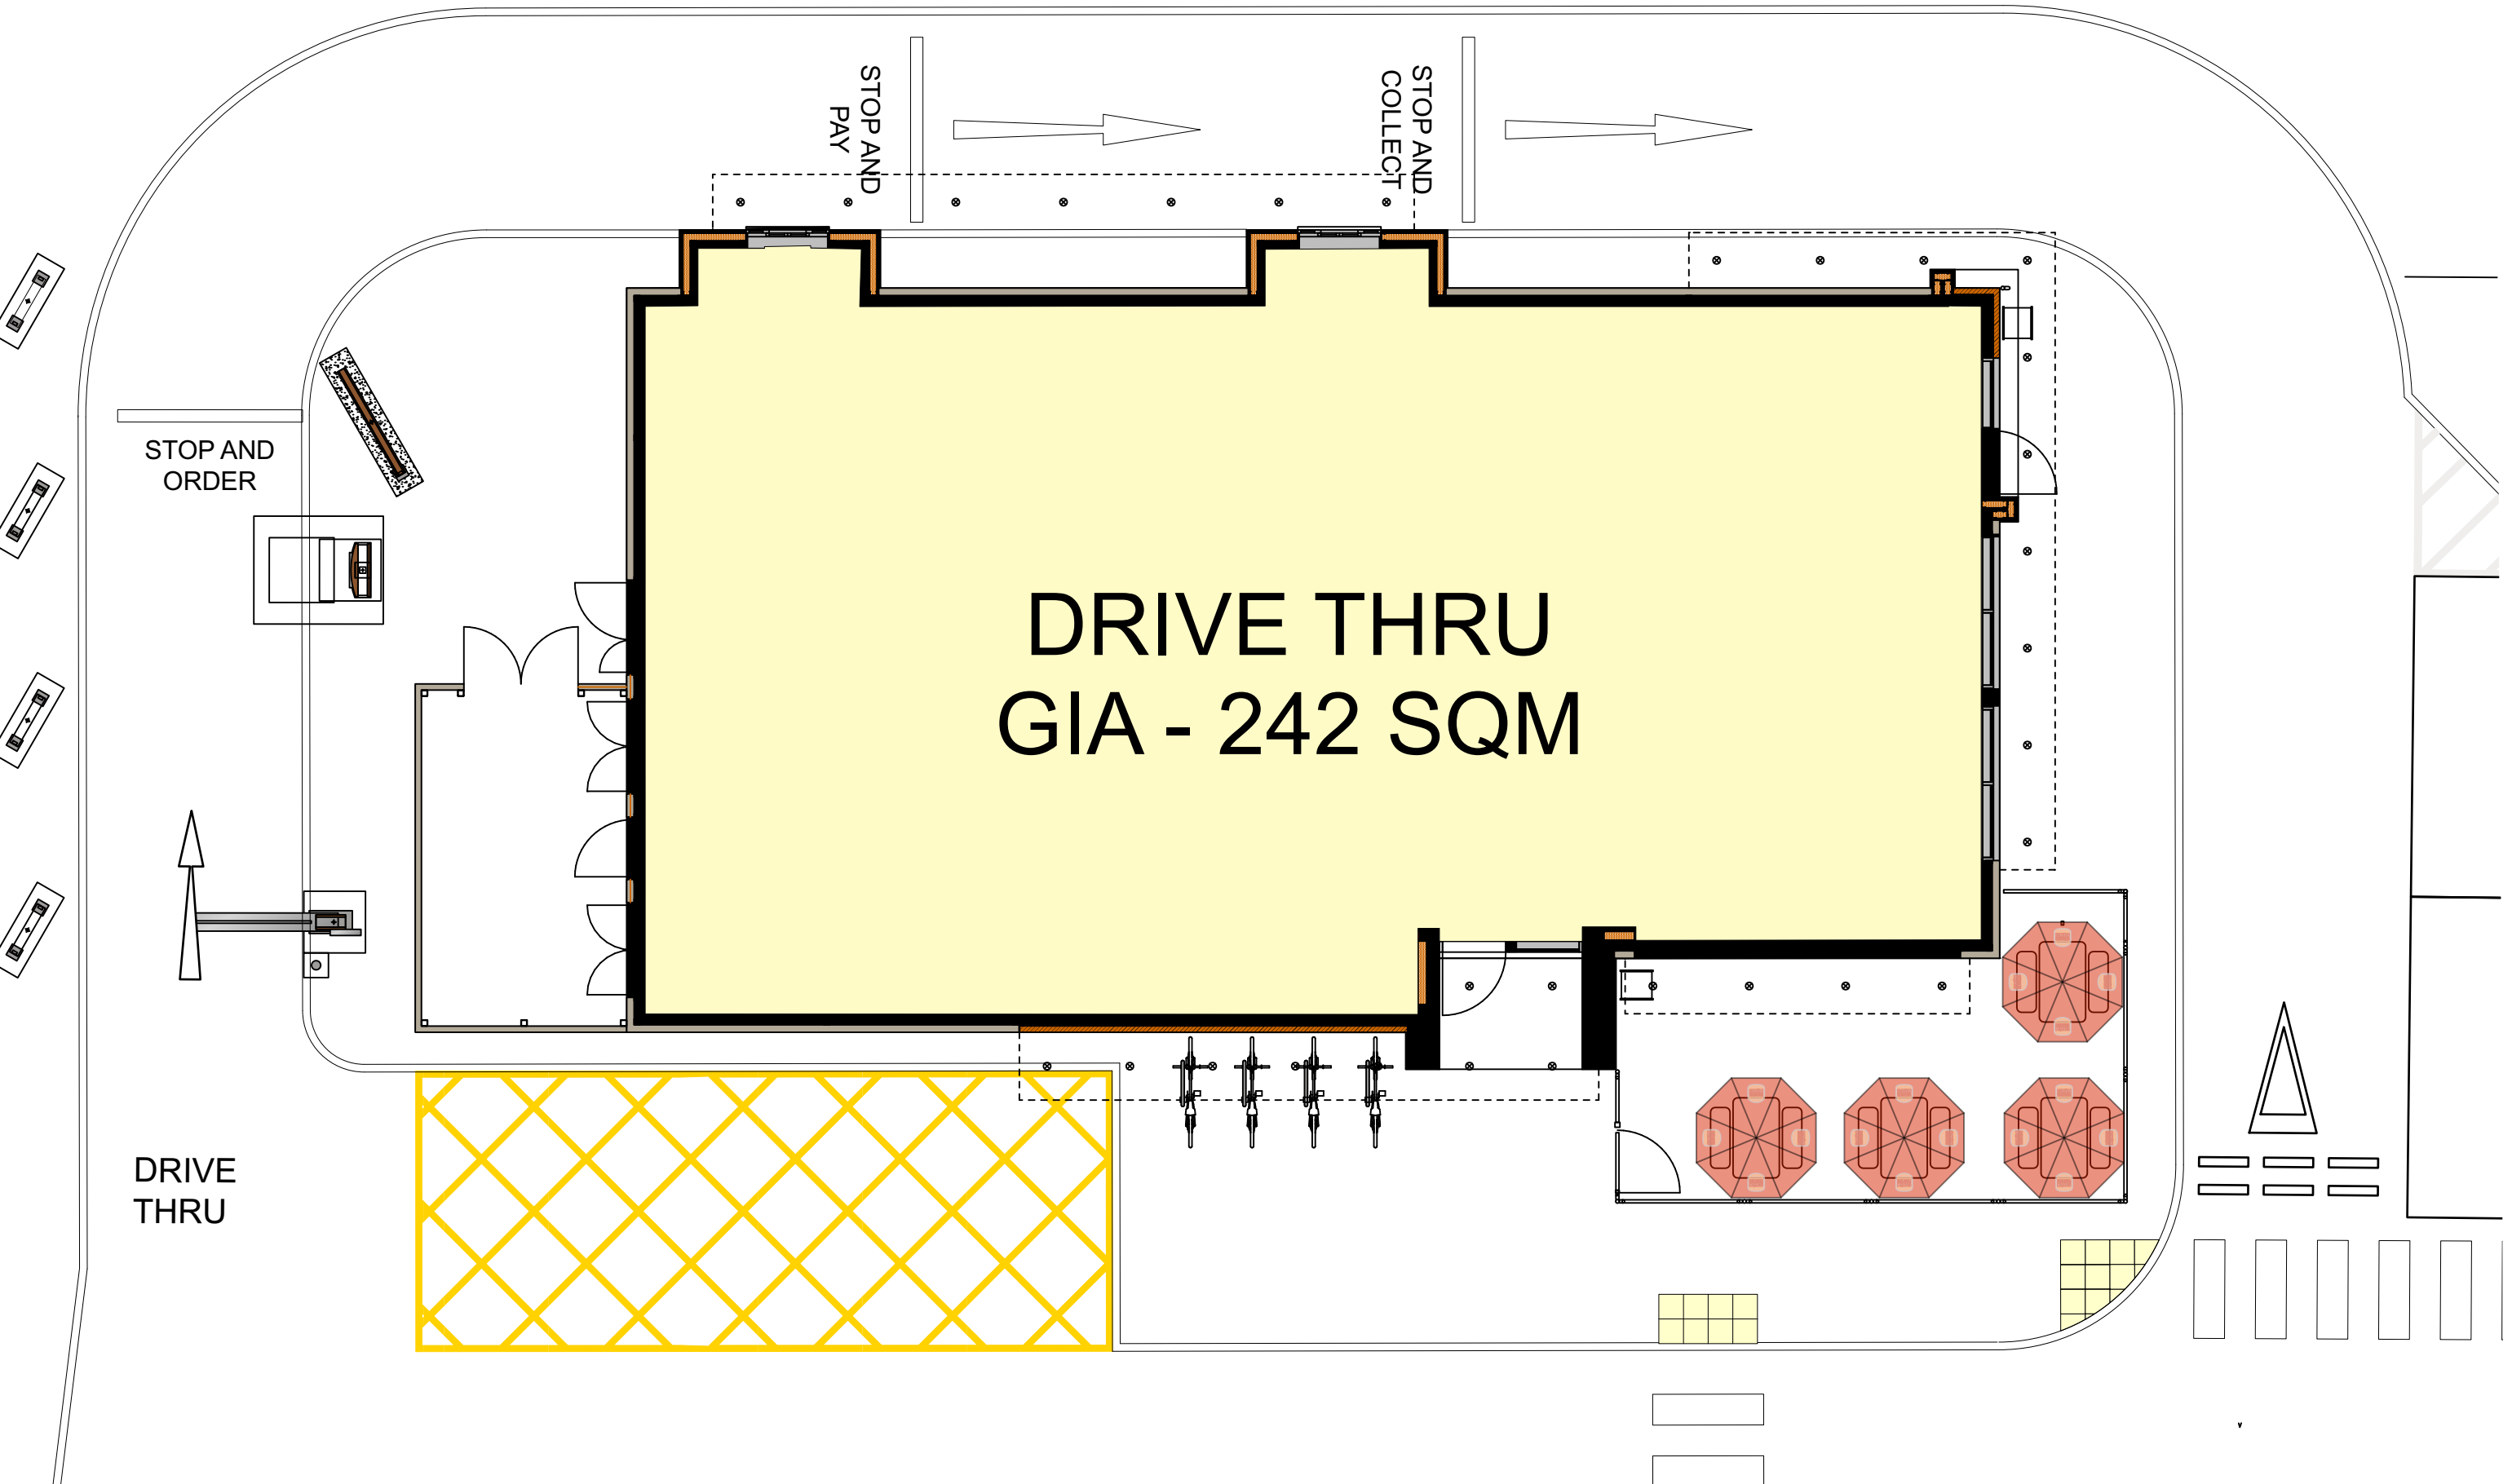 STOP AND
PAY
STOP AND
COLLECT
STOP AND
ORDER
DRIVE THRU
GIA - 242 SQM
DRIVE
THRU